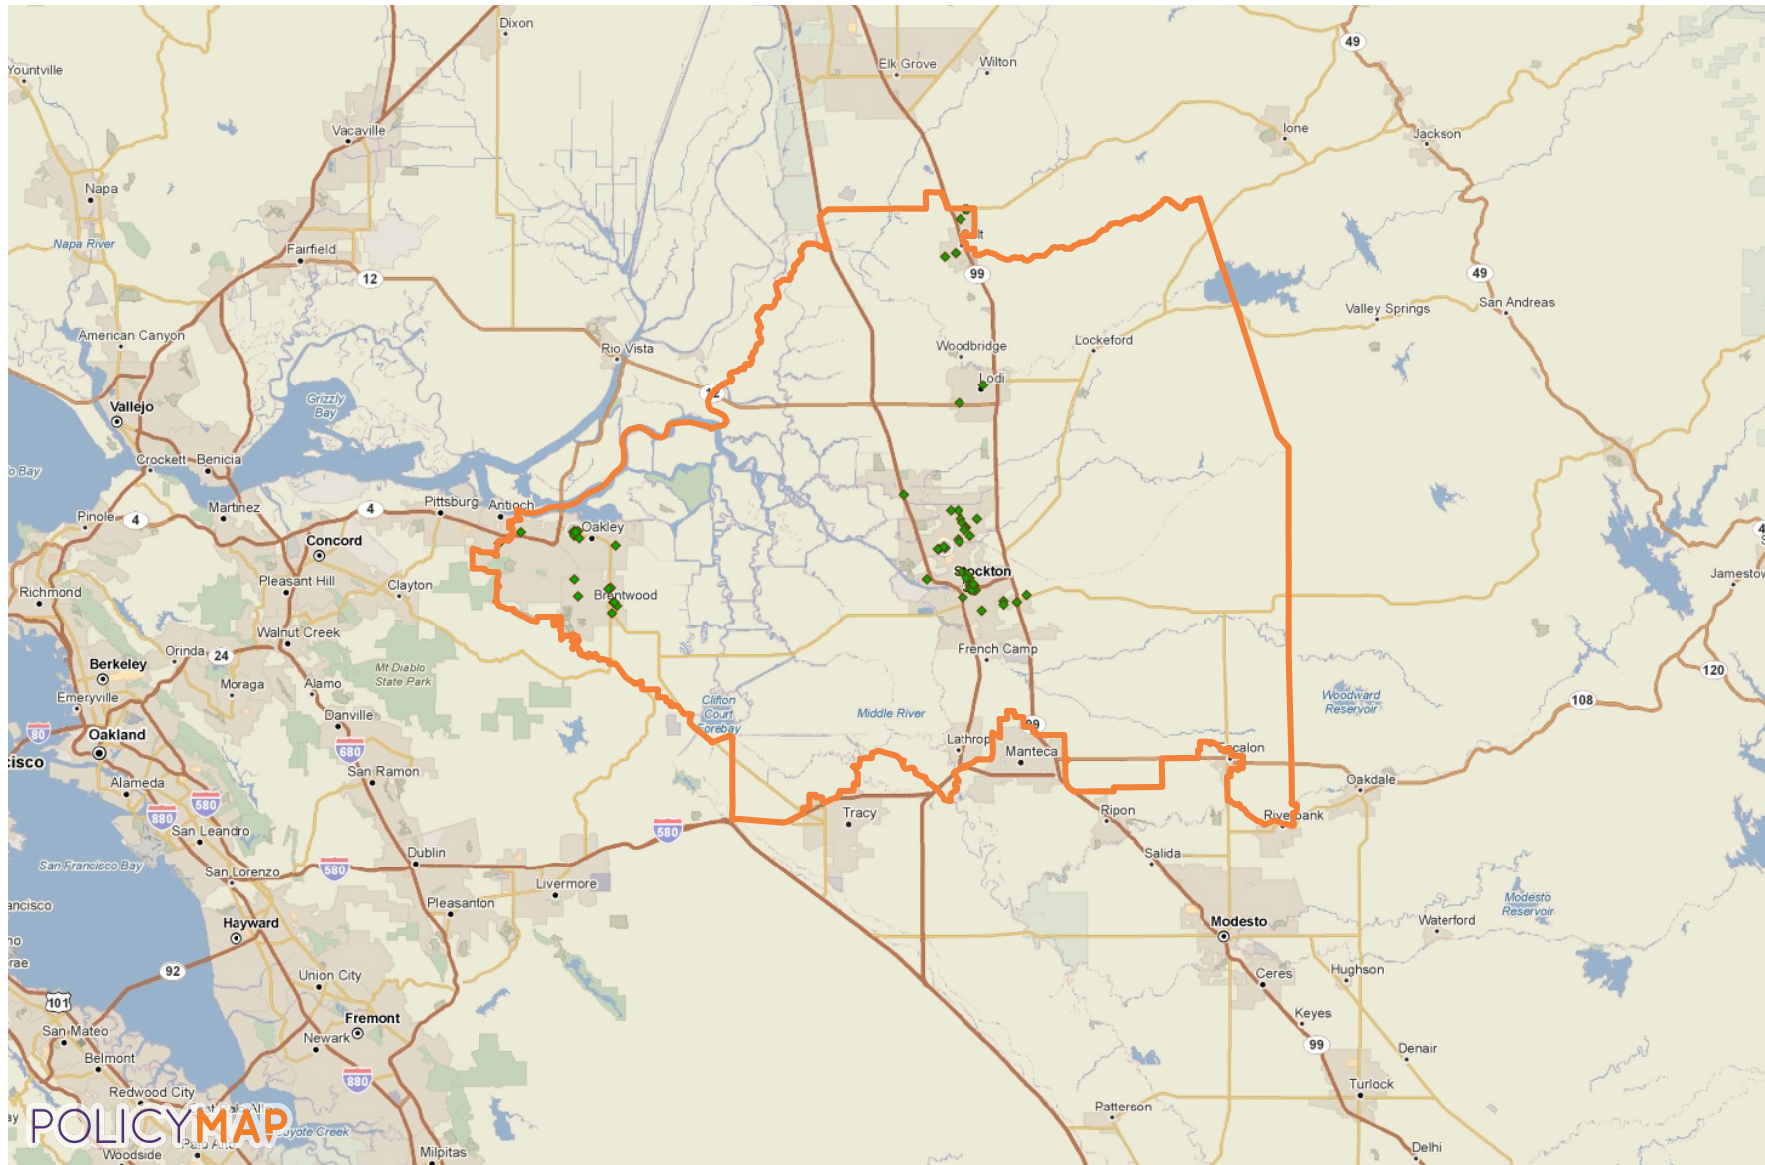 Dixon
49
Elk Grove
Wilton
Yountville
Vacaville
Ione
Jackson
Napa
Napa River
Fairfield
12
99
49
Valley Springs
San Andreas
American Canyon
Rio Vista
Woodbridge
Lockeford
Lodi
Grizzly
Bay
Vallejo
Crockett
Benicia
Pittsburg
Antioch
Martinez
4
Pinole
4
Oakley
Concord
Stockton
Pleasant Hill
Clayton
Brentwood
Richmond
Walnut Creek
French Camp
Orinda
24
Berkeley
Mt Diablo
State Park
120
Moraga
Alamo
Emeryville
Clifton
Court
Forebay
Middle River
Woodward
Reservoir
108
Danville
80
Oakland
680
Lathrop
Manteca
San Ramon
Alameda
Oakdale
580
880
Tracy
Ripon
Riverbank
San Leandro
580
Dublin
Salida
San Francisco Bay
San Lorenzo
580
Livermore
Pleasanton
Modesto
Reservoir
Hayward
Modesto
Waterford
92
Union City
Ceres
Hughson
101
Fremont
Keyes
San Mateo
Newark
99
Denair
Belmont
880
Turlock
Redwood City
Patterson
POLICYMAP
Woodside
Milpitas
Delhi